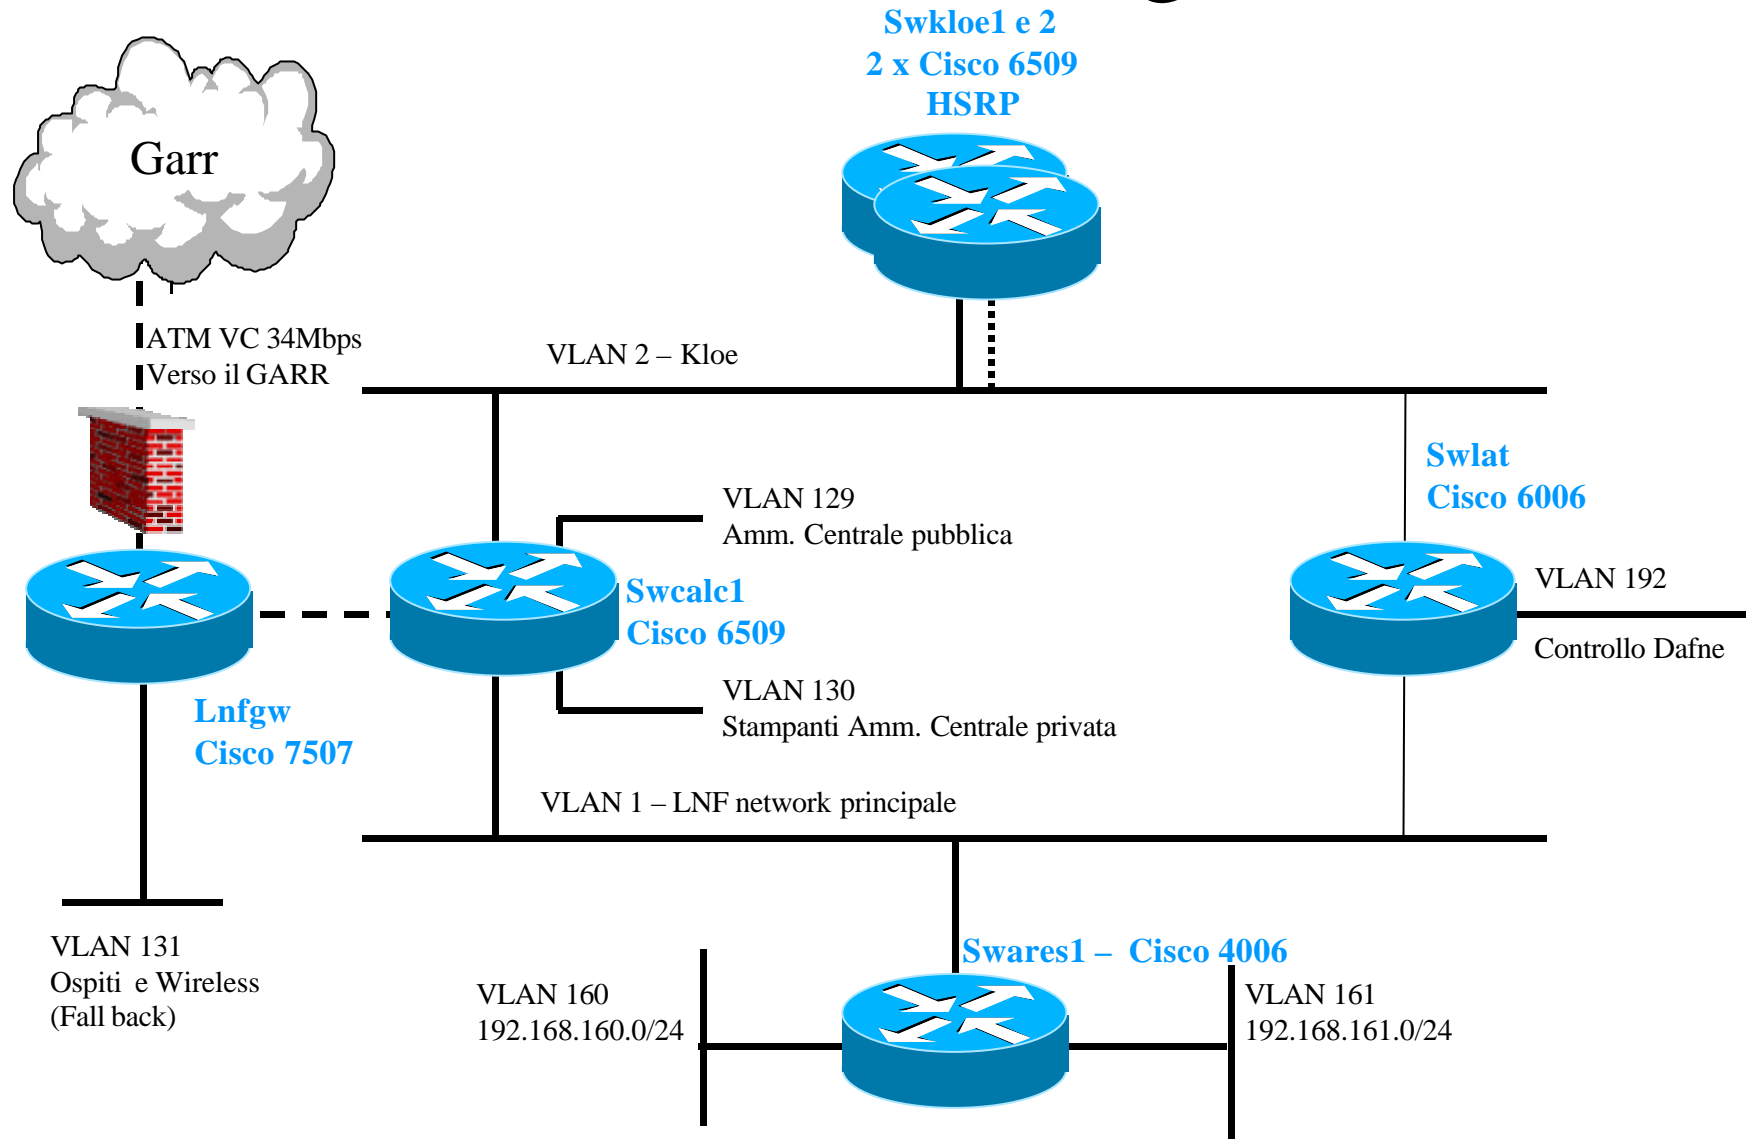 Swkloe1 e 2
2 x Cisco 6509
HSRP
Garr
ATM VC 34Mbps
Verso il GARR
VLAN 2 – Kloe
Swlat
Cisco 6006
VLAN 129
Amm. Centrale pubblica
Swcalc1
Cisco 6509
VLAN 192
Controllo Dafne
VLAN 130
Stampanti Amm. Centrale privata
Lnfgw
Cisco 7507
VLAN 1 – LNF network principale
VLAN 131
Ospiti e Wireless
(Fall back)
Swares1 – Cisco 4006
VLAN 160
192.168.160.0/24
VLAN 161
192.168.161.0/24